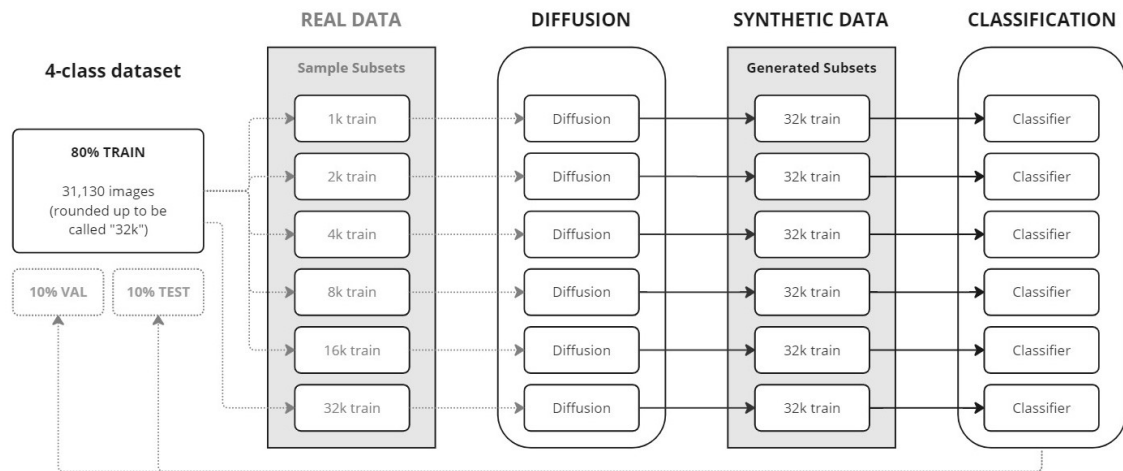 REAL DATA
DIFFUSION
SYNTHETIC DATA
CLASSIFICATION
4-class dataset
Sample Subsets
Generated Subsets
80% TRAIN
31,130 images
(rounded up to be
called "32k")
10% VAL
10% TEST
1k train
Diffusion
32k train
Classifier
2k train
Diffusion
32k train
Classifier
4k train
Diffusion
32k train
Classifier
8k train
Diffusion
32k train
Classifier
16k train
Diffusion
32k train
Classifier
32k train
Diffusion
32k train
Classifier